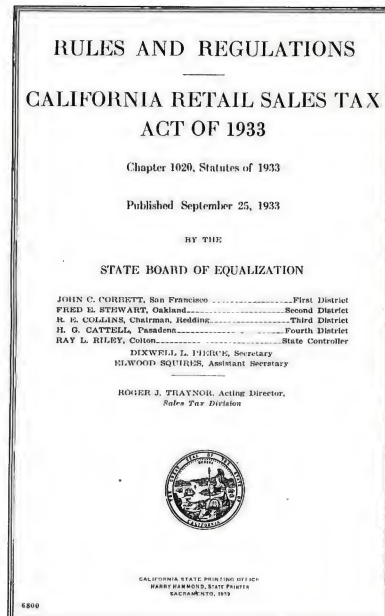 RULES AND REGULATIONS
CALIFORNIA RETAIL SALES TAX
ACT OF 1933
Chapter 1020, Statutes of 1933
Published September 25, 1933
BY THE
STATE BOARD OF EQUALIZATION
JOHN C. CORBETT, San Francisco First District
FRED E. STEWART, Oakland Second District
R. E. COLLINS, Chairman, Redding Third District
H. G. CATTELL, Pasadena Fourth District
RAY L. RILEY, Colton State Controller
DIXWELL L. PIERCE, Secretary
ELWOOD SQUIRES, Assistant Secretary
ROGER J. TRAYNOR, Acting Director,
Sales Tax Division
CALIFORNIA STATE PRINTING OFFICE
HARRY HAMMOND, STATE PRINTER
SACRAMENTO, 1933
6800